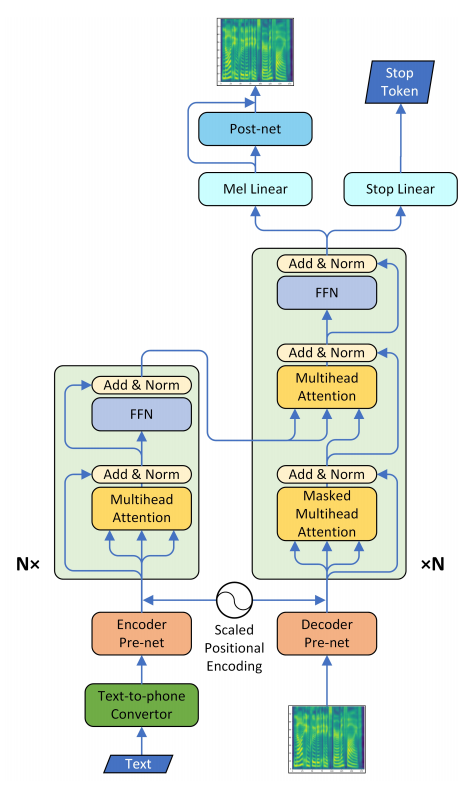 Stop
Token
Post-net
Mel Linear
Stop Linear
Add & Norm
FFN
Add & Norm
Multihead
Attention
Add & Norm
FFN
Add & Norm
Multihead
Attention
Add & Norm
Masked
Multihead
Attention
N×
×N
Encoder
Pre-net
Scaled
Positional
Encoding
Decoder
Pre-net
Text-to-phone
Convertor
Text